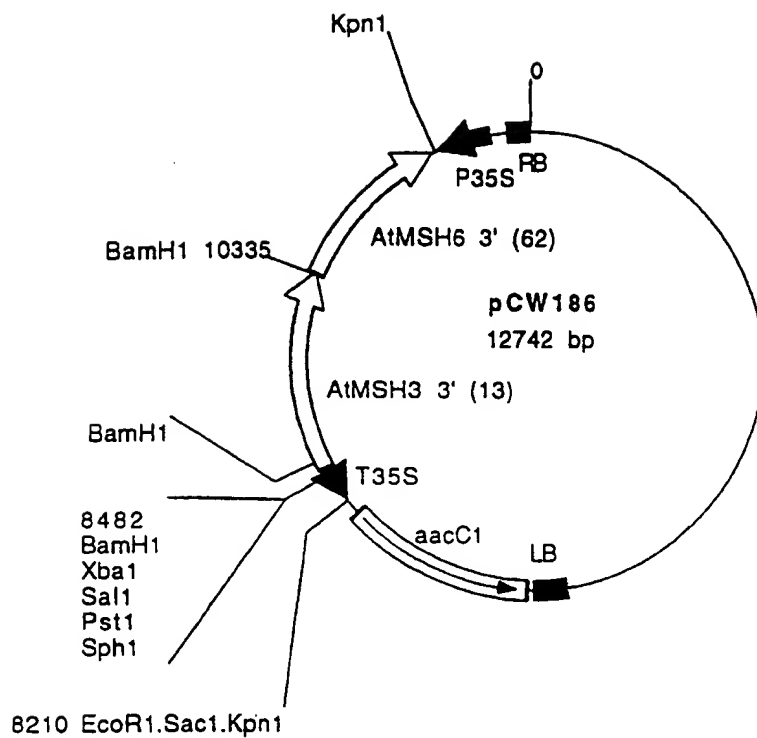 Kpn1
0
P35S
RB
AtMSH6 3' (62)
BamH1 10335
pCW186
12742 bp
AtMSH3 3' (13)
BamH1
T35S
8482
BamH1
Xba1
Sal1
Pst1
Sph1
aacC1
LB
8210 EcoR1.Sac1.Kpn1